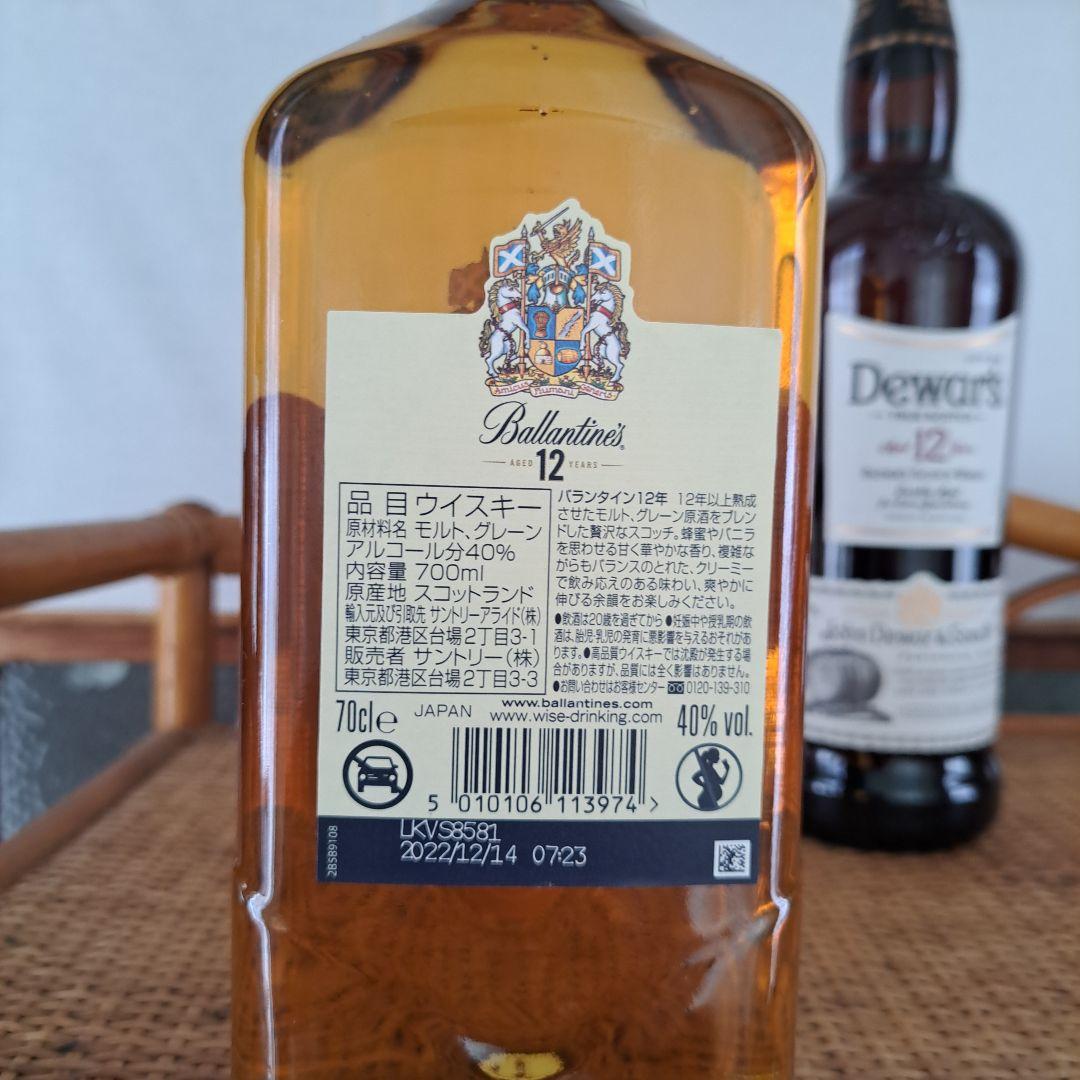 Amicus Humani Generis
Ballantine's
AGED 12 YEARS
品目 ウイスキー
原材料名 モルト、グレーン
アルコール分40%
内容量 700ml
原産地 スコットランド
輸入元及び引取先 サントリーアライド(株)
東京都港区台場2丁目3-1
販売者 サントリー(株)
東京都港区台場2丁目3-3
バランタイン12年 12年以上熟成
させたモルト、グレーン原酒をブレン
ドした贅沢なスコッチ。蜂蜜やバニラ
を思わせる甘く華やかな香り、複雑な
がらもバランスのとれた、クリーミー
で飲み応えのある味わい、爽やかに
伸びる余韻をお楽しみください。
●飲酒は20歳を過ぎてから●妊娠中や授乳期の飲
酒は、胎児・乳児の発育に悪影響を与えるおそれがあ
ります。●高品質ウイスキーでは沈殿が発生する場
合がありますが、品質には全く影響はありません。
●お問い合わせはお客様センター 0120-139-310
www.ballantines.com
70cl e JAPAN www.wise-drinking.com 40% vol.
5 010106 113974 >
LKVS8581
2022/12/14 07:23
28589108
Dewar's
Aged 12 Years
John Dewar & Sons